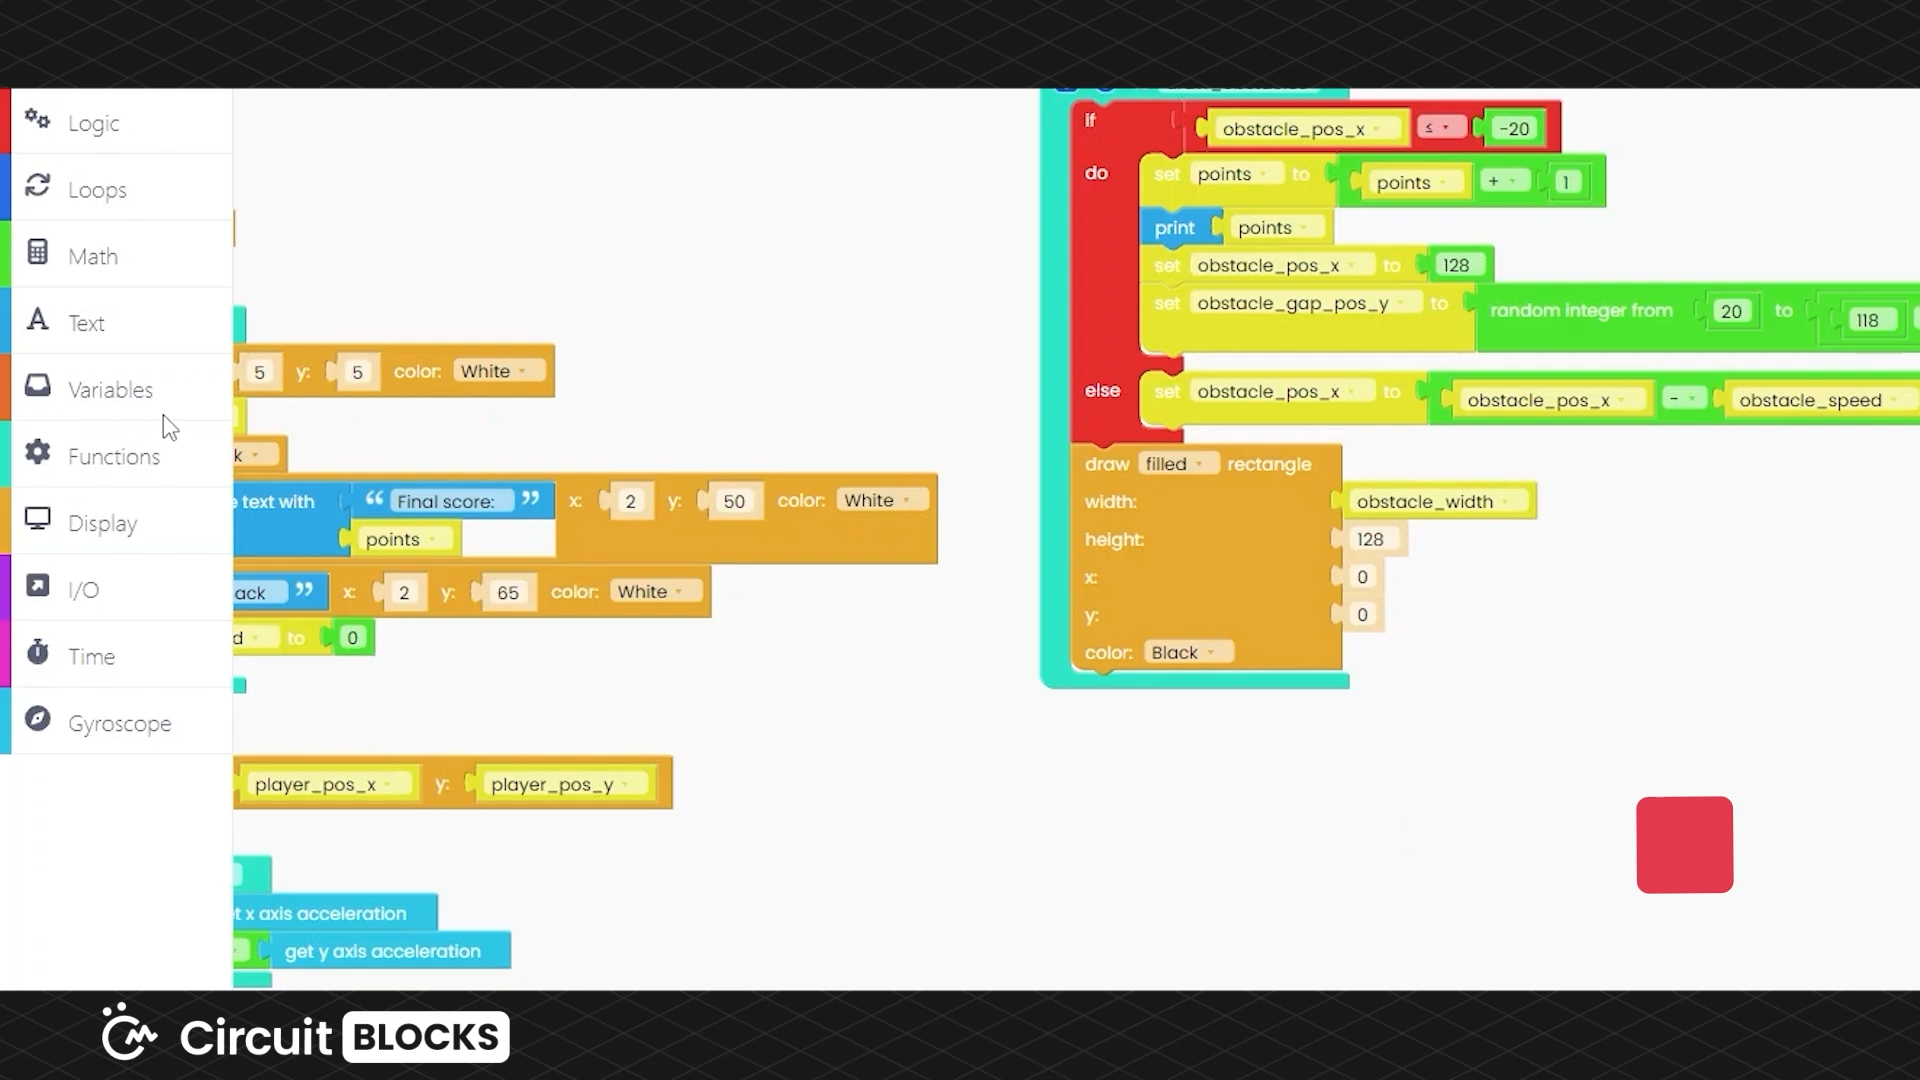 Logic
Loops
Math
Text
Variables
Functions
Display
I/O
Time
Gyroscope
5 y: 5 color: White
k
text with “ Final score: ” x: 2 y: 50 color: White
points
ack ” x: 2 y: 65 color: White
d to 0
player_pos_x y: player_pos_y
t x axis acceleration
get y axis acceleration
if obstacle_pos_x ≤ -20
do set points to points + 1
print points
set obstacle_pos_x to 128
set obstacle_gap_pos_y to random integer from 20 to 118
else set obstacle_pos_x to obstacle_pos_x - obstacle_speed
draw filled rectangle
width: obstacle_width
height: 128
x: 0
y: 0
color: Black
Circuit BLOCKS